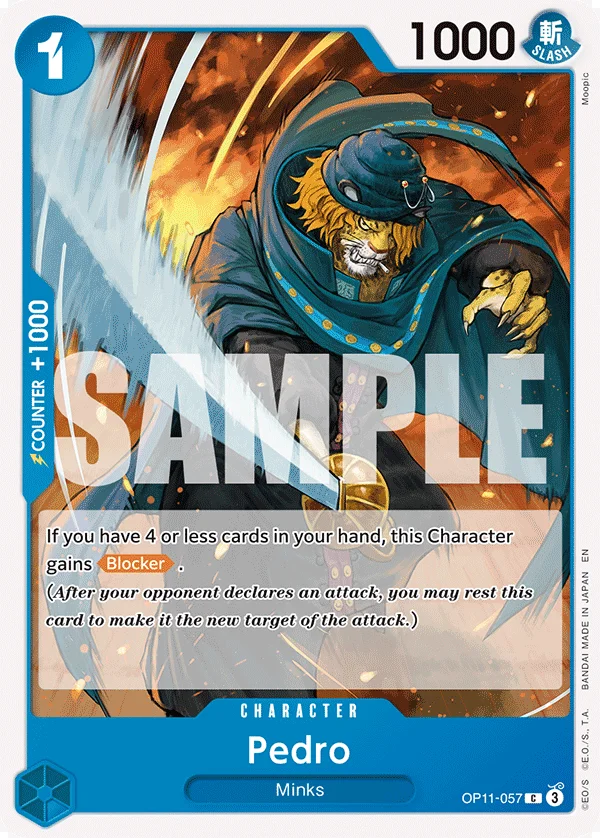 1
1000
斬
SLASH
Moopic
COUNTER +1000
SAMPLE
If you have 4 or less cards in your hand, this Character
gains Blocker .
(After your opponent declares an attack, you may rest this
card to make it the new target of the attack.)
CHARACTER
Pedro
Minks
OP11-057 C 3
©EO/S ©E.O./S., T.A. BANDAI MADE IN JAPAN EN